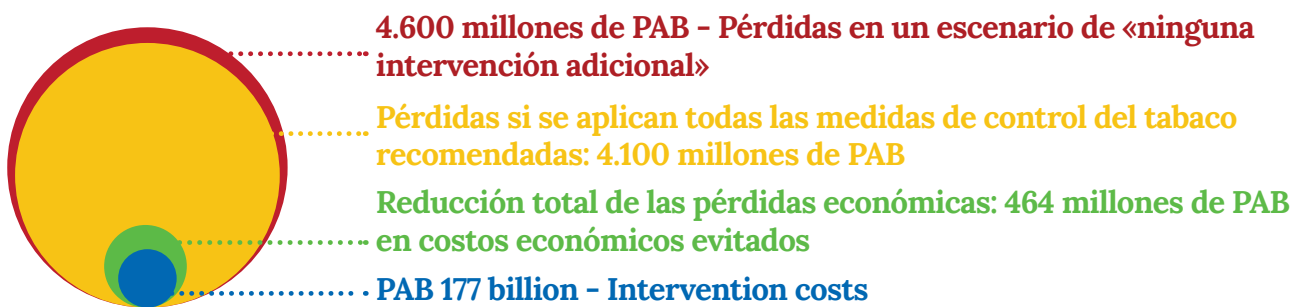 4.600 millones de PAB - Pérdidas en un escenario de «ninguna
intervención adicional»
Pérdidas si se aplican todas las medidas de control del tabaco
recomendadas: 4.100 millones de PAB
Reducción total de las pérdidas económicas: 464 millones de PAB
en costos económicos evitados
PAB 177 billion - Intervention costs